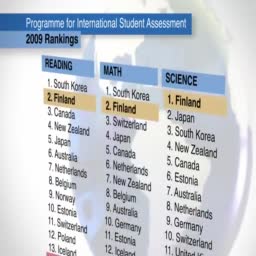 Programme for International Student Assessment
2009 Rankings
READING
1. South Korea
2. Finland
3. Canada
4. New Zealand
5. Japan
6. Australia
7. Netherlands
8. Belgium
9. Norway
10. Estonia
11. Switzerland
12. Poland
13. Iceland
MATH
1. South Korea
2. Finland
3. Switzerland
4. Japan
5. Canada
6. Netherlands
7. New Zealand
8. Belgium
9. Australia
10. Germany
11. Estonia
SCIENCE
1. Finland
2. Japan
3. South Korea
4. New Zealand
5. Canada
6. Estonia
7. Australia
8. Netherlands
9. Germany
10. Switzerland